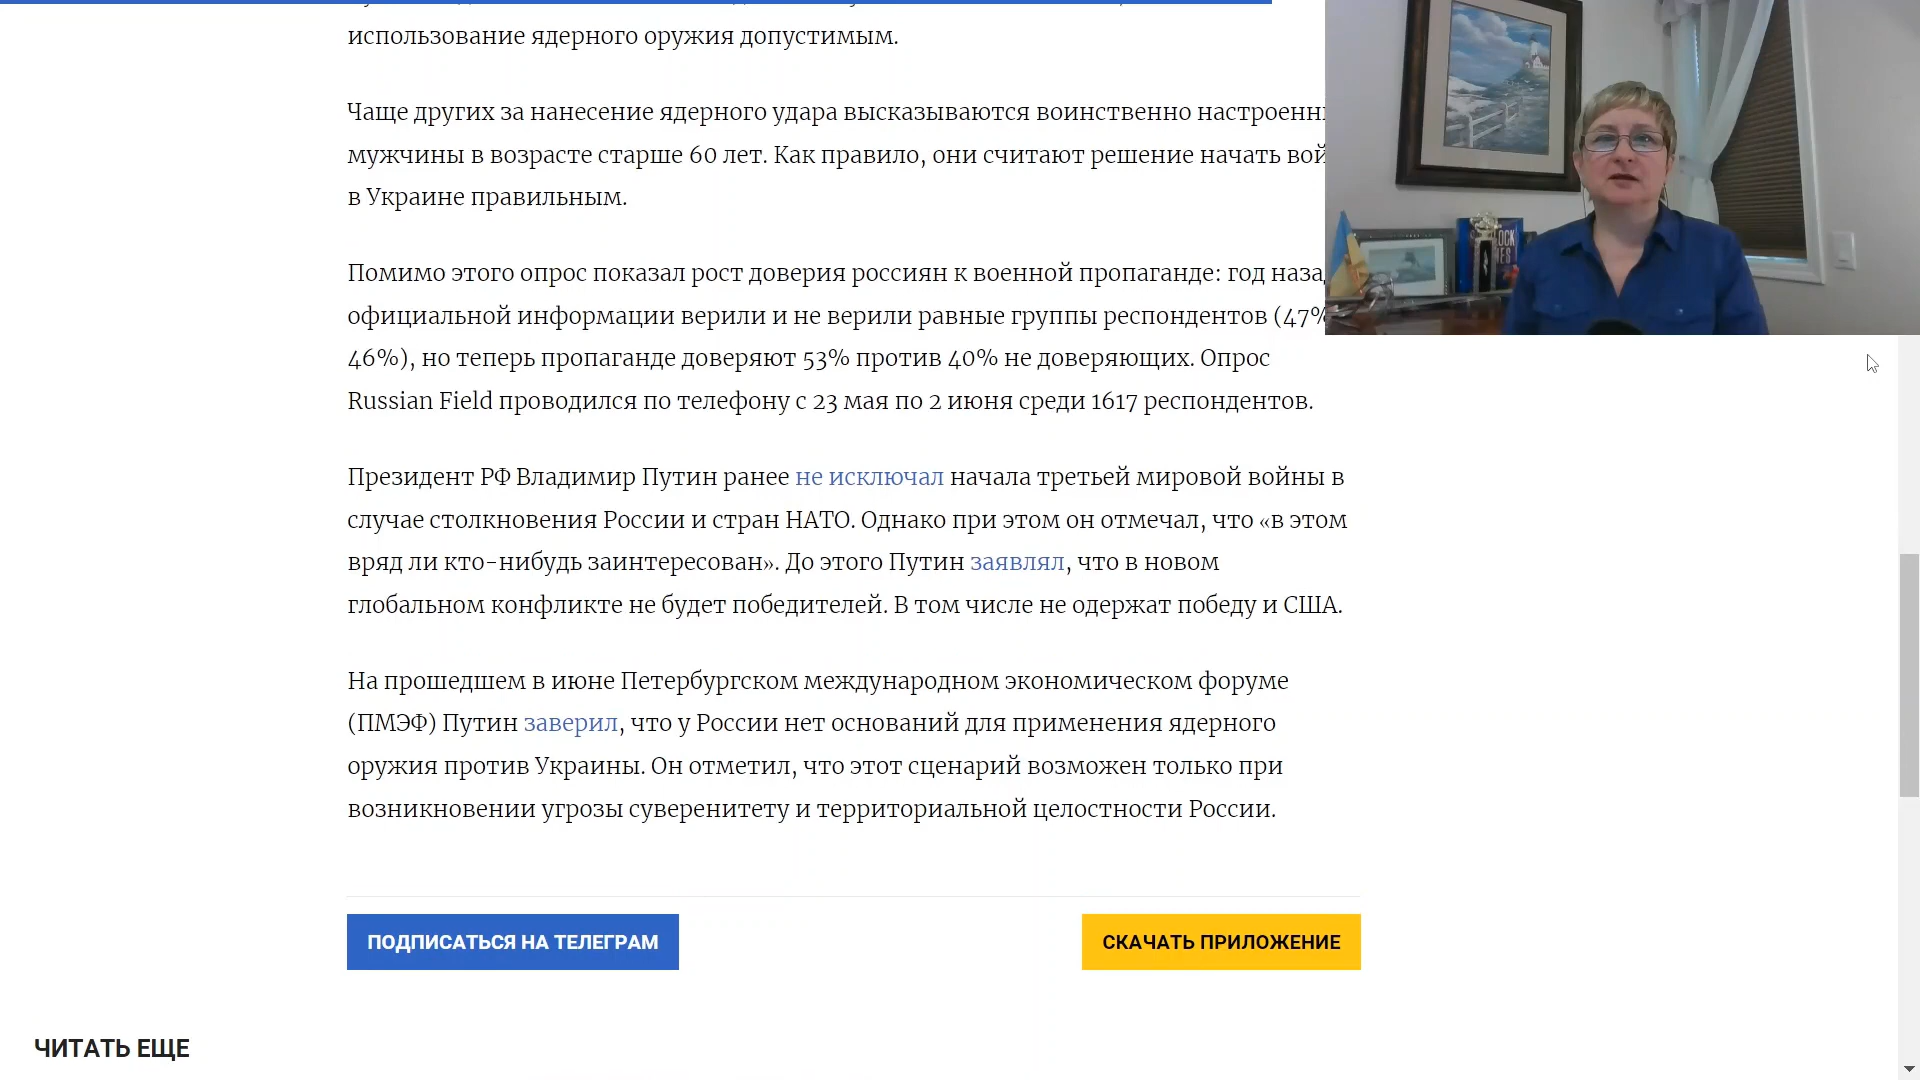 использование ядерного оружия допустимым.
Чаще других за нанесение ядерного удара высказываются воинственно
мужчины в возрасте старше 60 лет. Как правило, они считают решение начать
в Украине правильным.
Помимо этого опрос показал рост доверия россиян к военной пропаганде: год
официальной информации верили и не верили равные группы респондентов (47%
46%), но теперь пропаганде доверяют 53% против 40% не доверяющих. Опрос
Russian Field проводился по телефону с 23 мая по 2 июня среди 1617 респондентов.
Президент РФ Владимир Путин ранее не исключал начала третьей мировой войны в
случае столкновения России и стран НАТО. Однако при этом он отмечал, что «в этом
вряд ли кто-нибудь заинтересован». До этого Путин заявлял, что в новом
глобальном конфликте не будет победителей. В том числе не одержат победу и США.
На прошедшем в июне Петербургском международном экономическом форуме
(ПМЭФ) Путин заверил, что у России нет оснований для применения ядерного
оружия против Украины. Он отметил, что этот сценарий возможен только при
возникновении угрозы суверенитету и территориальной целостности России.
ПОДПИСАТЬСЯ НА ТЕЛЕГРАМ
СКАЧАТЬ ПРИЛОЖЕНИЕ
ЧИТАТЬ ЕЩЕ